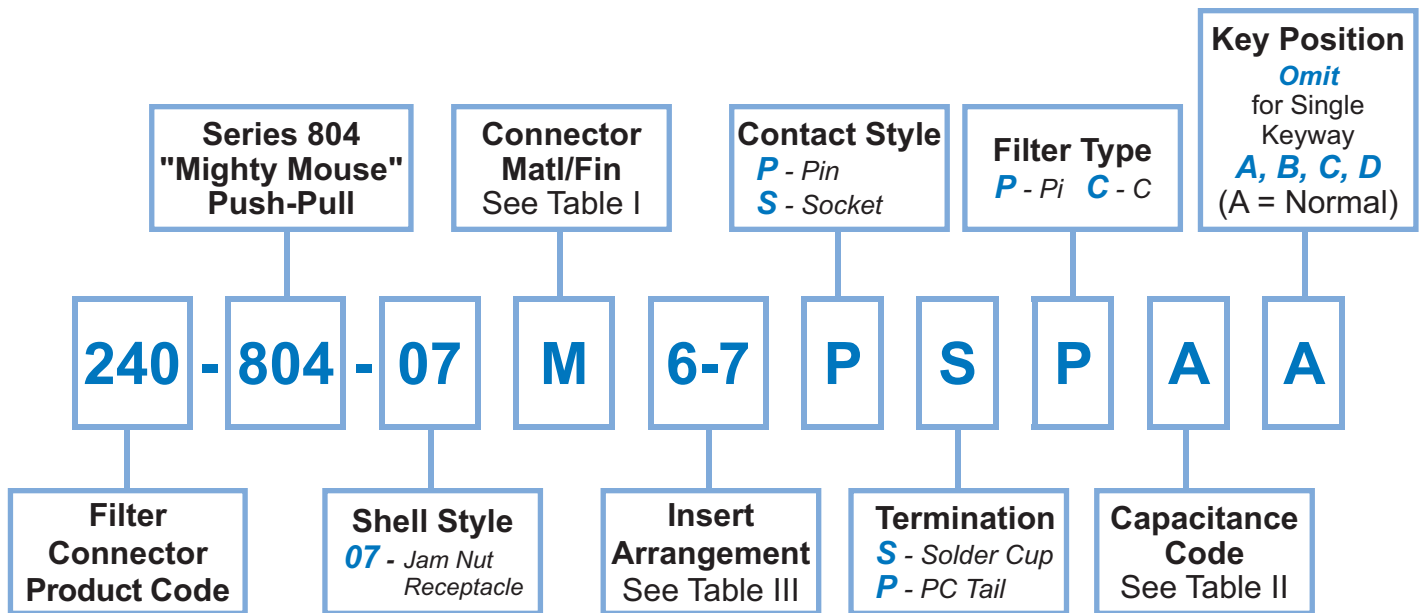 Key Position
Omit
for Single
Keyway
A, B, C, D
(A = Normal)
Series 804
"Mighty Mouse"
Push-Pull
Connector
Matl/Fin
See Table I
Contact Style
P - Pin
S - Socket
Filter Type
P - Pi C - C
240 - 804 - 07 M 6-7 P S P A A
Filter
Connector
Product Code
Shell Style
07 - Jam Nut
Receptacle
Insert
Arrangement
See Table III
Termination
S - Solder Cup
P - PC Tail
Capacitance
Code
See Table II